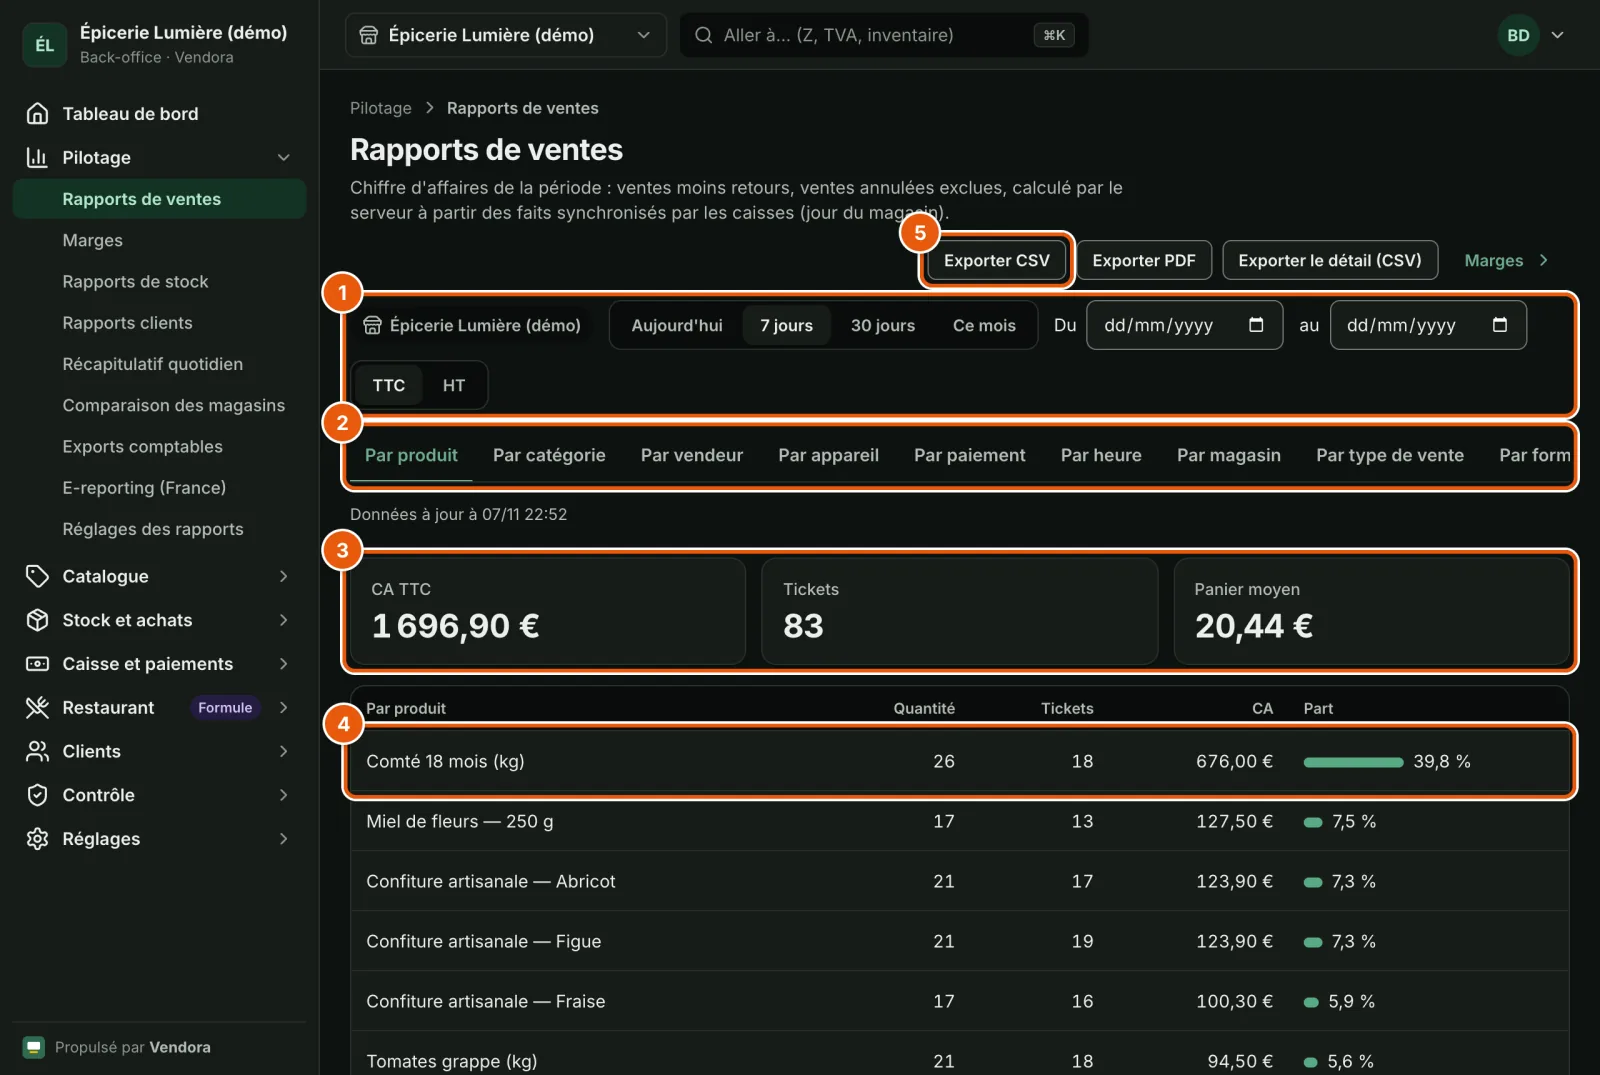 ÉL
Épicerie Lumière (démo)
Back-office · Vendora
Épicerie Lumière (démo)
Aller à... (Z, TVA, inventaire)
⌘K
BD
Tableau de bord
Pilotage
Rapports de ventes
Marges
Rapports de stock
Rapports clients
Récapitulatif quotidien
Comparaison des magasins
Exports comptables
E-reporting (France)
Réglages des rapports
Catalogue
Stock et achats
Caisse et paiements
Restaurant Formule
Clients
Contrôle
Réglages
Propulsé par Vendora
Pilotage > Rapports de ventes
Rapports de ventes
Chiffre d'affaires de la période : ventes moins retours, ventes annulées exclues, calculé par le
serveur à partir des faits synchronisés par les caisses (jour du magasin).
5
Exporter CSV Exporter PDF Exporter le détail (CSV) Marges >
1
Épicerie Lumière (démo) Aujourd'hui 7 jours 30 jours Ce mois Du dd/mm/yyyy au dd/mm/yyyy
TTC HT
2
Par produit Par catégorie Par vendeur Par appareil Par paiement Par heure Par magasin Par type de vente Par form
Données à jour à 07/11 22:52
3
CA TTC Tickets Panier moyen
1 696,90 € 83 20,44 €
Par produit Quantité Tickets CA Part
4
Comté 18 mois (kg) 26 18 676,00 € 39,8 %
Miel de fleurs — 250 g 17 13 127,50 € 7,5 %
Confiture artisanale — Abricot 21 17 123,90 € 7,3 %
Confiture artisanale — Figue 21 19 123,90 € 7,3 %
Confiture artisanale — Fraise 17 16 100,30 € 5,9 %
Tomates grappe (kg) 21 18 94,50 € 5,6 %